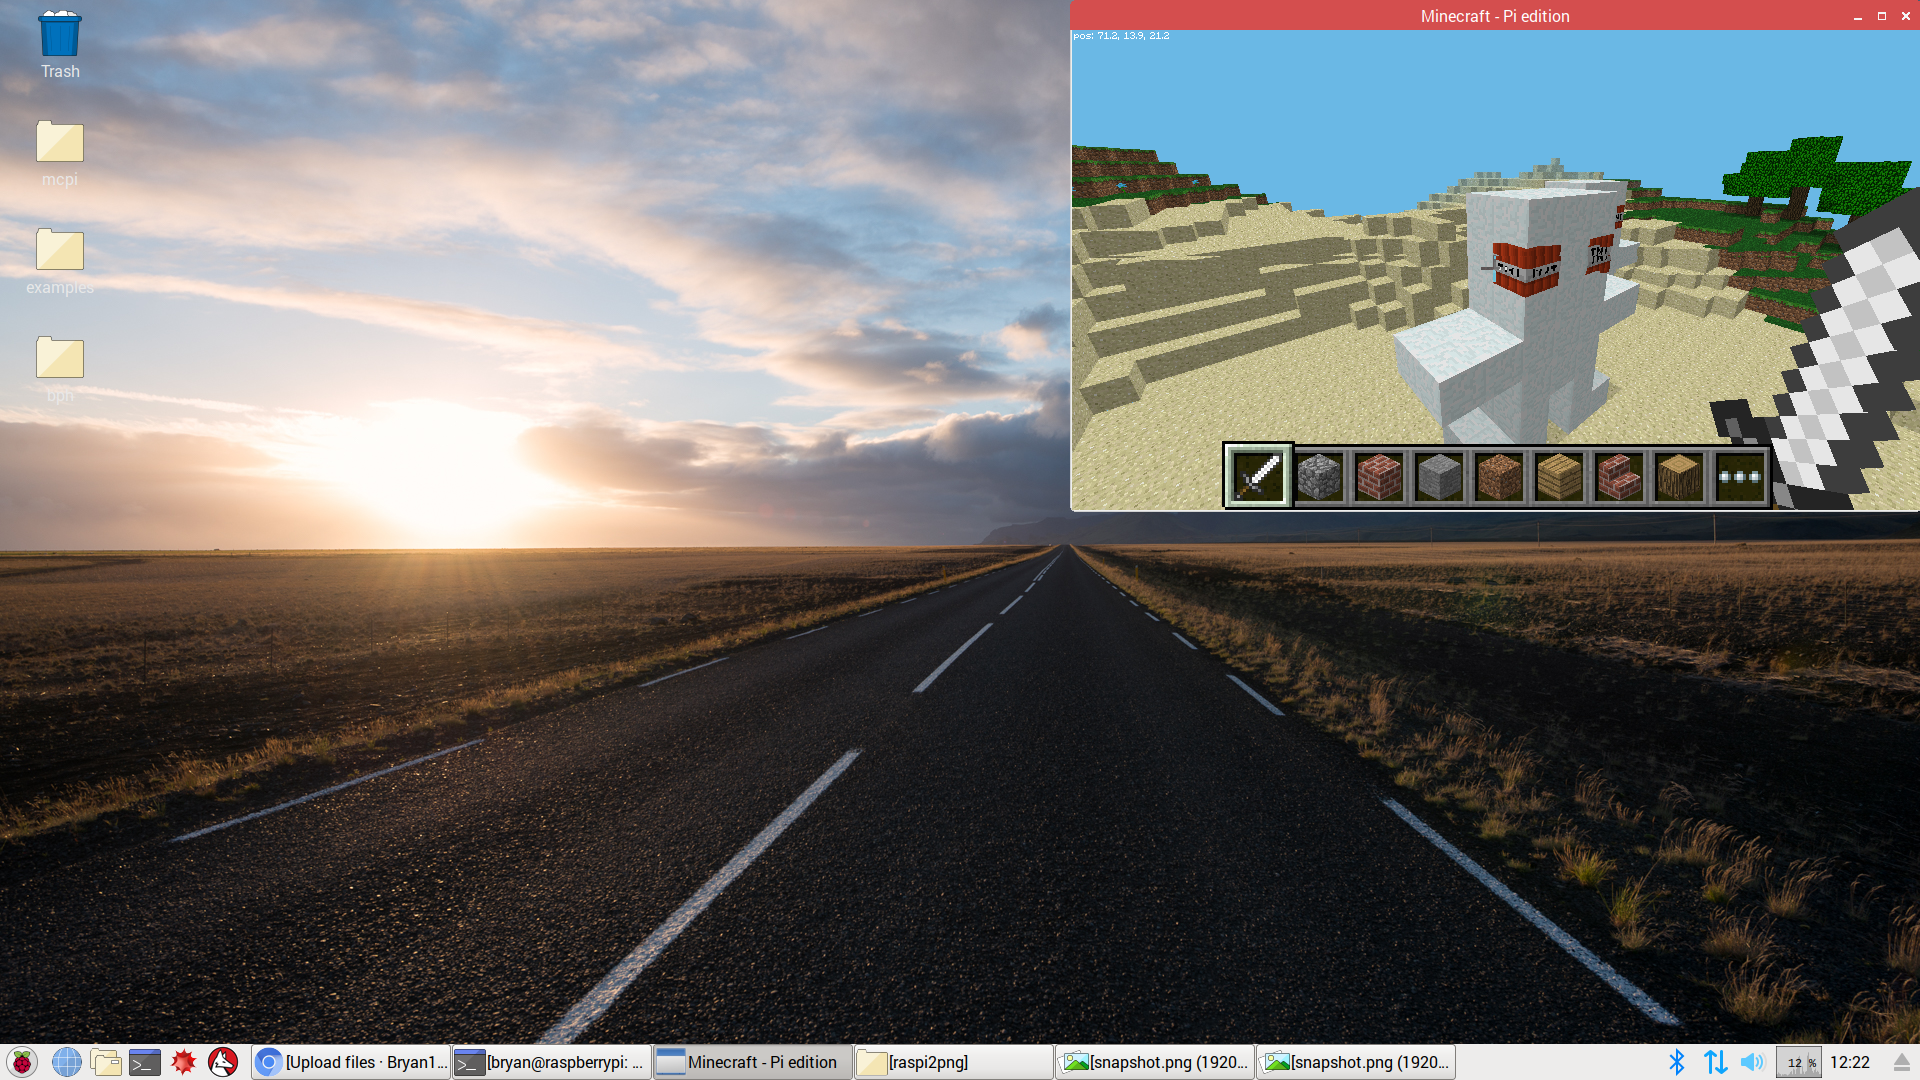 Trash
mcpi
examples
bph
Minecraft - Pi edition
pos: 71.2, 13.9, 21.2
TNT
[Upload files · Bryan1...
[bryan@raspberrypi: ...
Minecraft - Pi edition
[raspi2png]
[snapshot.png (1920...
[snapshot.png (1920...
12 %
12:22